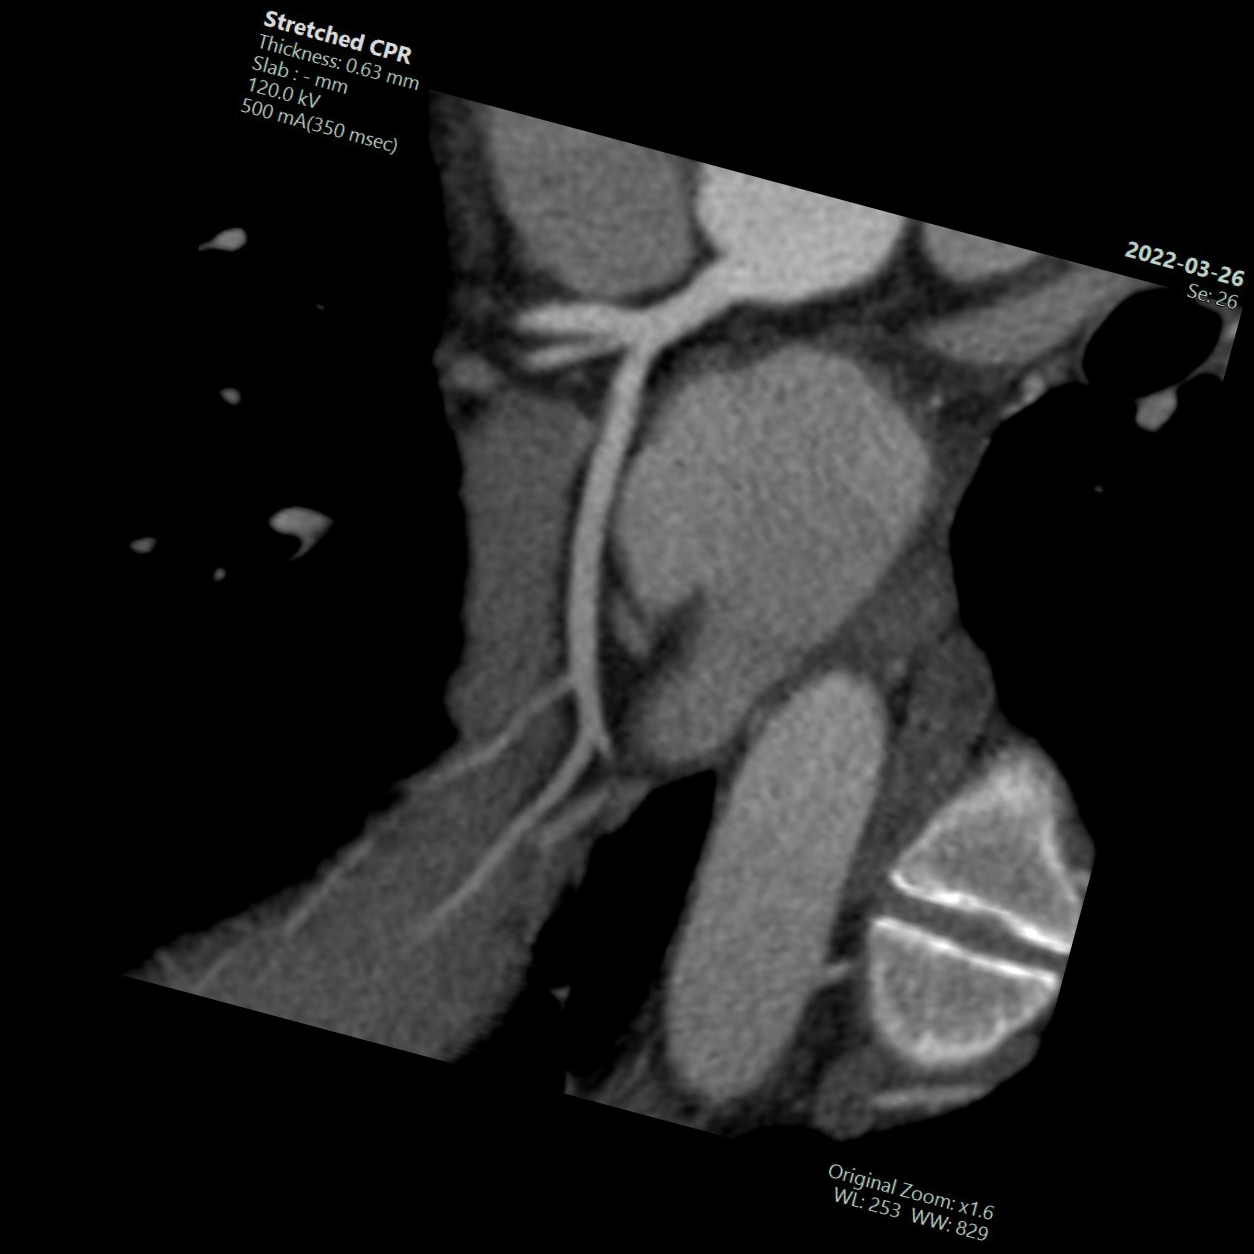 Stretched CPR
Thickness: 0.63 mm
Slab : - mm
120.0 kV
500 mA(350 msec)
2022-03-26
Se: 26
Original Zoom: x1.6
WL: 253 WW: 829